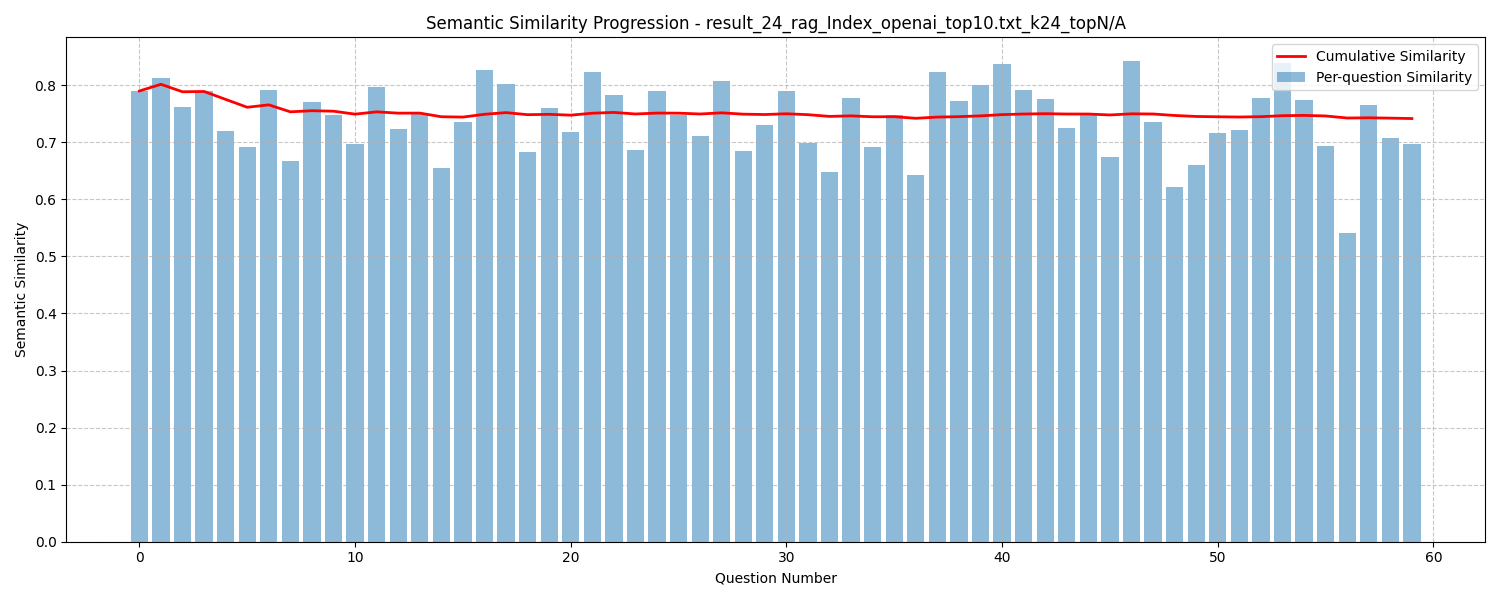 Semantic Similarity Progression - result_24_rag_Index_openai_top10.txt_k24_topN/A
Cumulative Similarity
Per-question Similarity
Semantic Similarity
0.8
0.7
0.6
0.5
0.4
0.3
0.2
0.1
0.0
0 10 20 30 40 50 60
Question Number